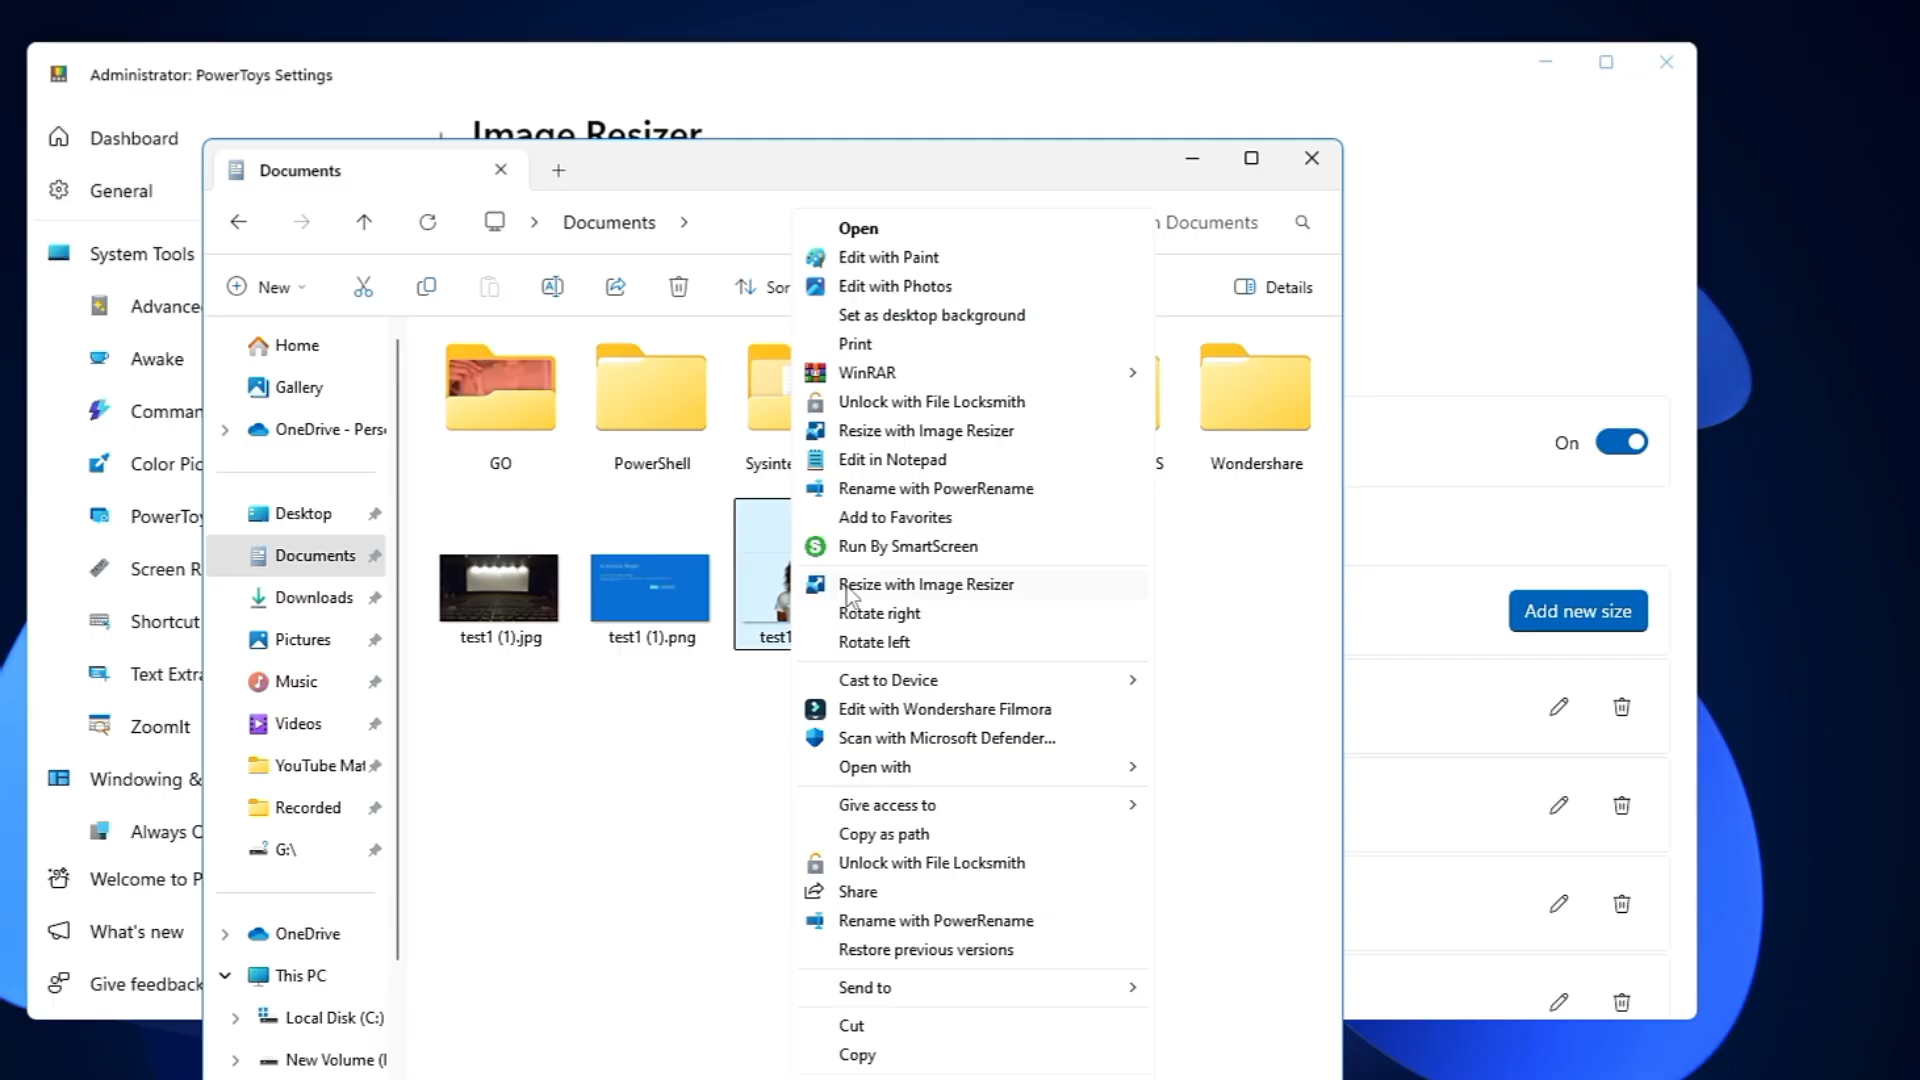 Administrator: PowerToys Settings
Image Resizer
Dashboard
General
System Tools
Advance
Awake
Comman
Color Pic
PowerToy
Screen R
Shortcut
Text Extra
ZoomIt
Windowing &
Always O
Welcome to P
What's new
Give feedback
On
Add new size
Documents
Documents
Documents
New
Sor
Details
Home
Gallery
OneDrive - Pers
Desktop
Documents
Downloads
Pictures
Music
Videos
YouTube Mat
Recorded
G:\
OneDrive
This PC
Local Disk (C:)
New Volume (
GO
PowerShell
Sysinte
S
Wondershare
test1 (1).jpg
test1 (1).png
test1
Open
Edit with Paint
Edit with Photos
Set as desktop background
Print
WinRAR
Unlock with File Locksmith
Resize with Image Resizer
Edit in Notepad
Rename with PowerRename
Add to Favorites
Run By SmartScreen
Resize with Image Resizer
Rotate right
Rotate left
Cast to Device
Edit with Wondershare Filmora
Scan with Microsoft Defender...
Open with
Give access to
Copy as path
Unlock with File Locksmith
Share
Rename with PowerRename
Restore previous versions
Send to
Cut
Copy